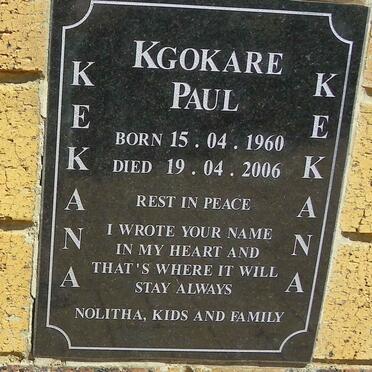 KGOKARE
PAUL
KEKANA
KEKANA
BORN 15.04.1960
DIED 19.04.2006
REST IN PEACE
I WROTE YOUR NAME
IN MY HEART AND
THAT'S WHERE IT WILL
STAY ALWAYS
NOLITHA, KIDS AND FAMILY